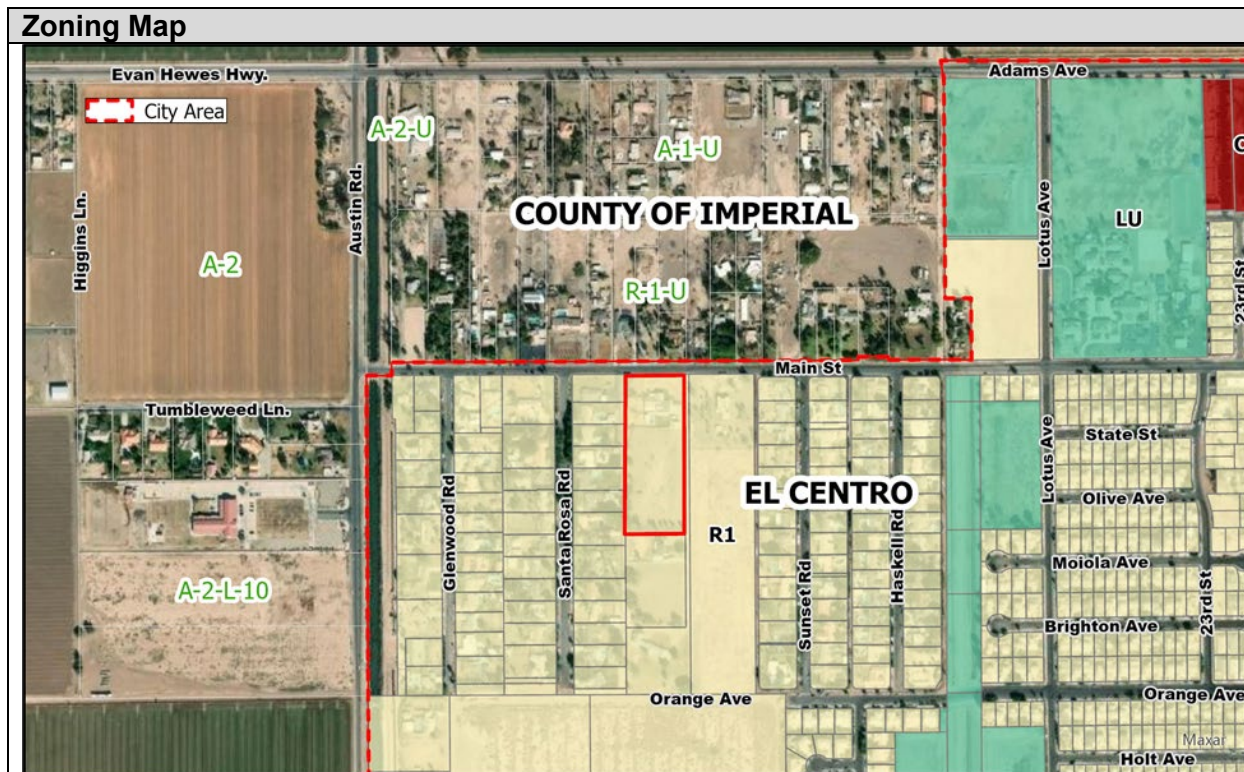 Zoning Map
Evan Hewes Hwy.
Adams Ave
City Area
A-2-U
A-1-U
C
Higgins Ln.
Austin Rd.
COUNTY OF IMPERIAL
Lotus Ave
LU
A-2
R-1-U
23rd St
Main St
Tumbleweed Ln.
State St
Glenwood Rd
Santa Rosa Rd
EL CENTRO
Haskell Rd
Lotus Ave
Olive Ave
R1
Sunset Rd
Moiola Ave
A-2-L-10
Brighton Ave
23rd St
Orange Ave
Orange Ave
Maxar
Holt Ave